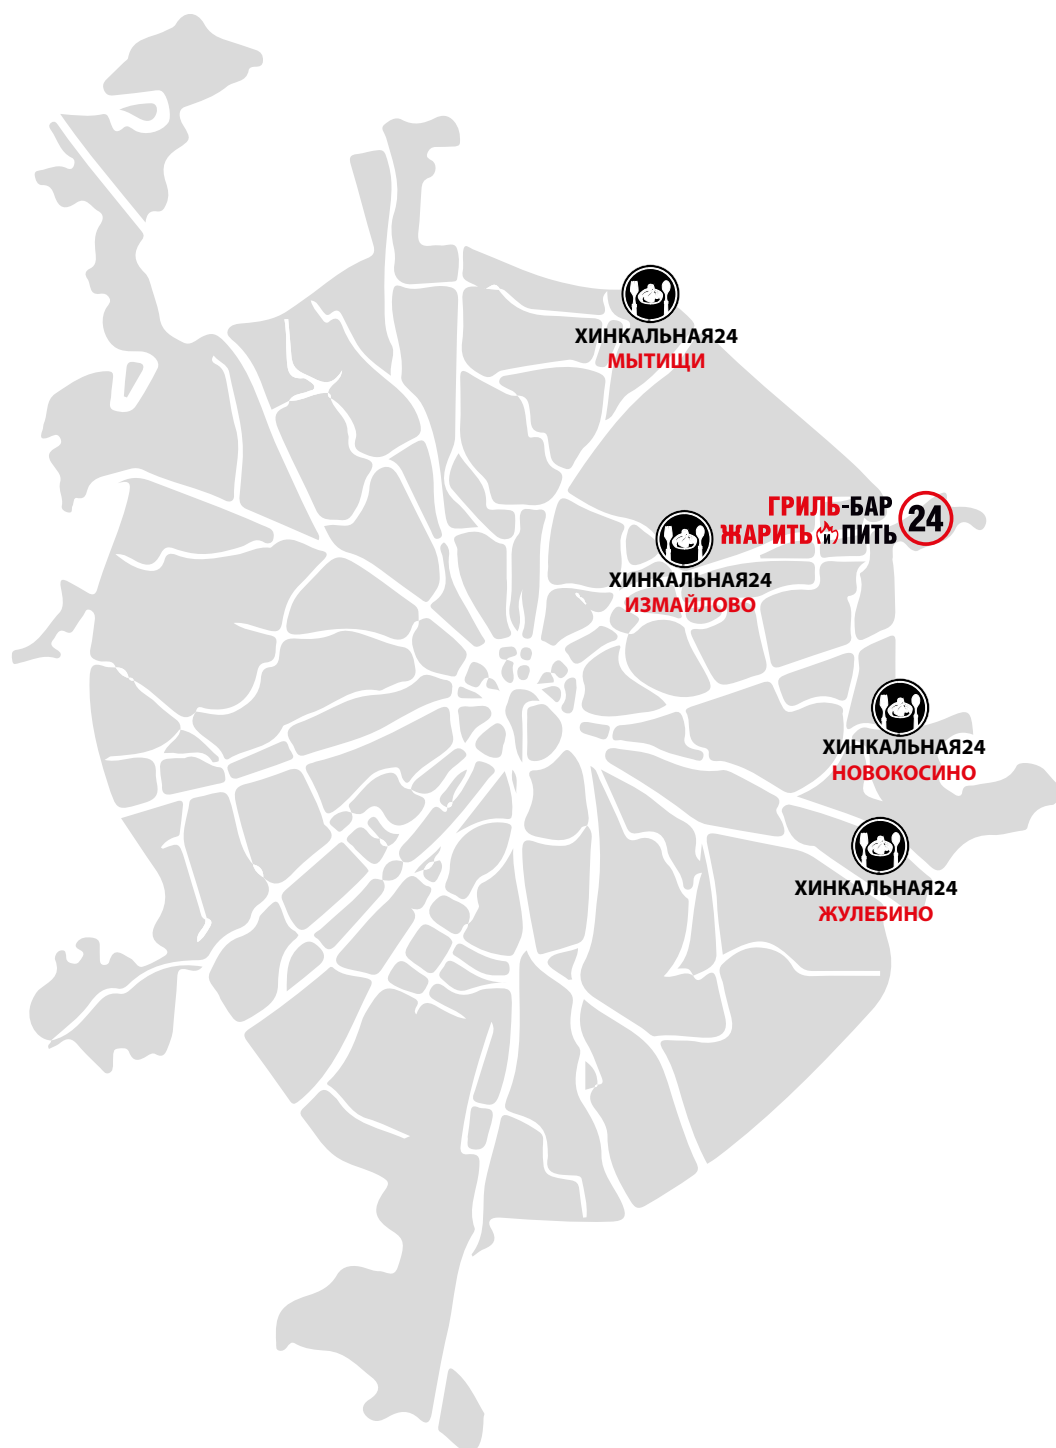 ХИНКАЛЬНАЯ24
МЫТИЩИ
ГРИЛЬ-БАР
ЖАРИТЬ И ПИТЬ
24
ХИНКАЛЬНАЯ24
ИЗМАЙЛОВО
ХИНКАЛЬНАЯ24
НОВОКОСИНО
ХИНКАЛЬНАЯ24
ЖУЛЕБИНО